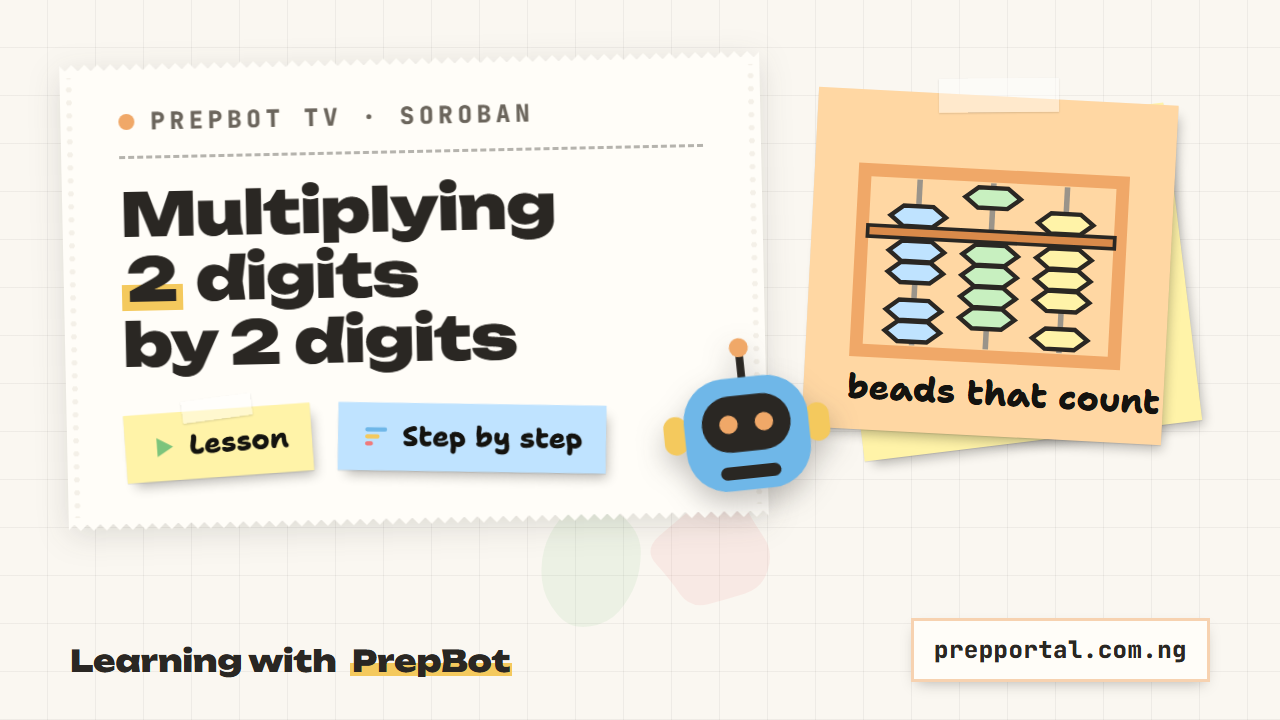 PREPBOT TV · SOROBAN
Multiplying
2 digits
by 2 digits
Lesson
Step by step
beads that count
Learning with PrepBot
prepportal.com.ng